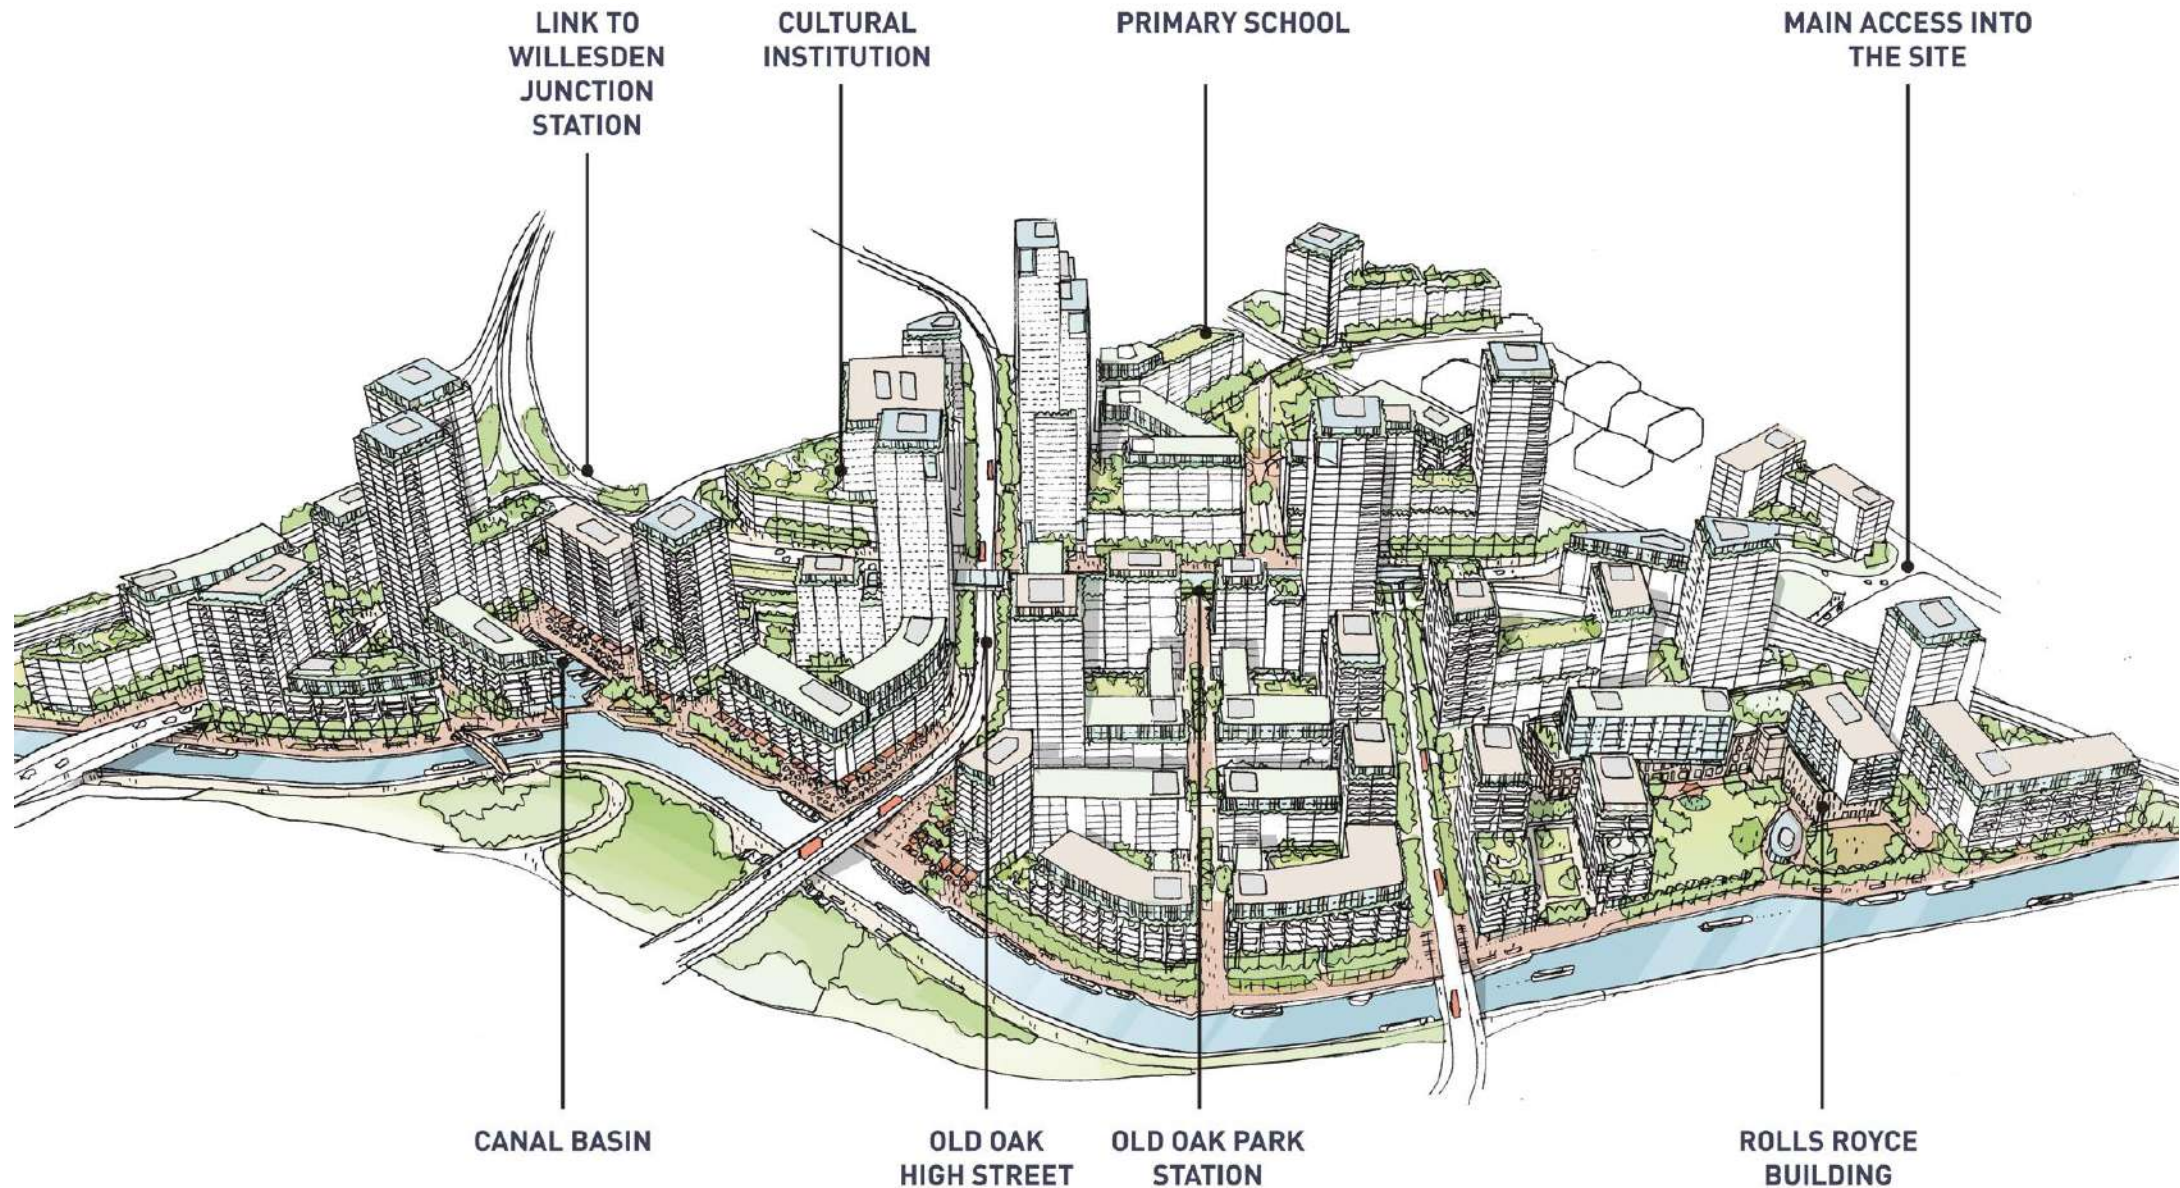 LINK TO
WILLESDEN
JUNCTION
STATION
CULTURAL
INSTITUTION
PRIMARY SCHOOL
MAIN ACCESS INTO
THE SITE
CANAL BASIN
OLD OAK
HIGH STREET
OLD OAK PARK
STATION
ROLLS ROYCE
BUILDING